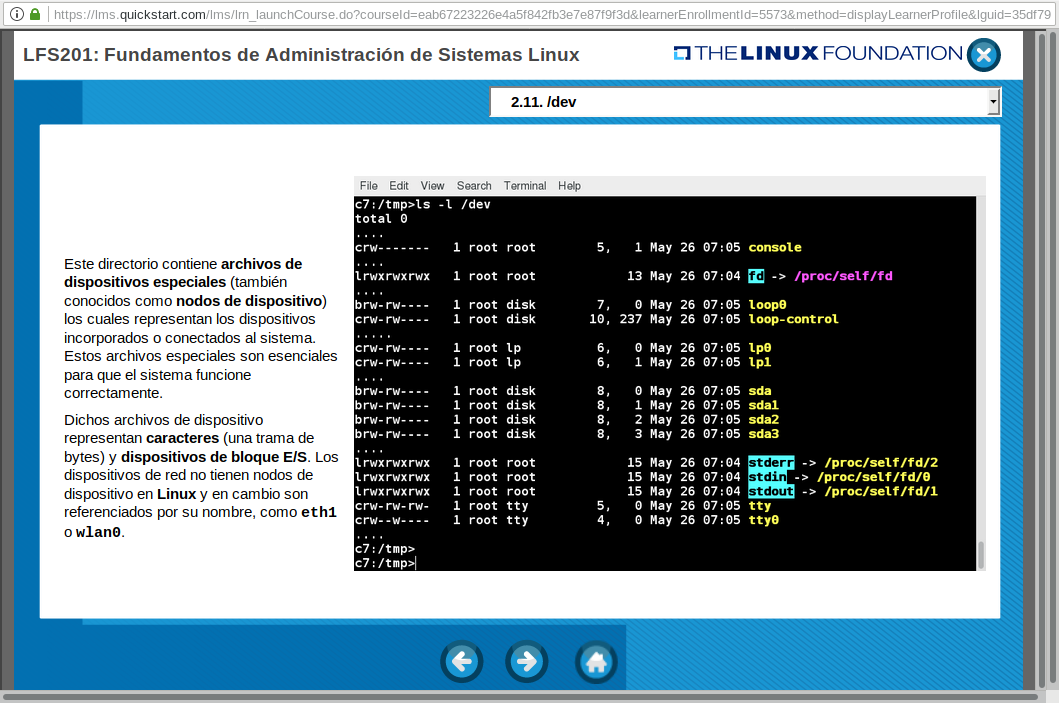 https://lms.quickstart.com/lms/lrn_launchCourse.do?courseId=eab67223226e4a5f842fb3e7e87f9f3d&learnerEnrollmentId=5573&method=displayLearnerProfile&lguid=35df79
LFS201: Fundamentos de Administración de Sistemas Linux
THE LINUX FOUNDATION
2.11. /dev
Este directorio contiene archivos de
dispositivos especiales (también
conocidos como nodos de dispositivo)
los cuales representan los dispositivos
incorporados o conectados al sistema.
Estos archivos especiales son esenciales
para que el sistema funcione
correctamente.
Dichos archivos de dispositivo
representan caracteres (una trama de
bytes) y dispositivos de bloque E/S. Los
dispositivos de red no tienen nodos de
dispositivo en Linux y en cambio son
referenciados por su nombre, como eth1
o wlan0.
File Edit View Search Terminal Help
c7:/tmp>ls -l /dev
total 0
....
crw------- 1 root root 5, 1 May 26 07:05 console
....
lrwxrwxrwx 1 root root 13 May 26 07:04 fd -> /proc/self/fd
....
brw-rw---- 1 root disk 7, 0 May 26 07:05 loop0
crw-rw---- 1 root disk 10, 237 May 26 07:05 loop-control
.....
crw-rw---- 1 root lp 6, 0 May 26 07:05 lp0
crw-rw---- 1 root lp 6, 1 May 26 07:05 lp1
....
brw-rw---- 1 root disk 8, 0 May 26 07:05 sda
brw-rw---- 1 root disk 8, 1 May 26 07:05 sda1
brw-rw---- 1 root disk 8, 2 May 26 07:05 sda2
brw-rw---- 1 root disk 8, 3 May 26 07:05 sda3
....
lrwxrwxrwx 1 root root 15 May 26 07:04 stderr -> /proc/self/fd/2
lrwxrwxrwx 1 root root 15 May 26 07:04 stdin -> /proc/self/fd/0
lrwxrwxrwx 1 root root 15 May 26 07:04 stdout -> /proc/self/fd/1
crw-rw-rw- 1 root tty 5, 0 May 26 07:05 tty
crw--w---- 1 root tty 4, 0 May 26 07:05 tty0
....
c7:/tmp>
c7:/tmp>